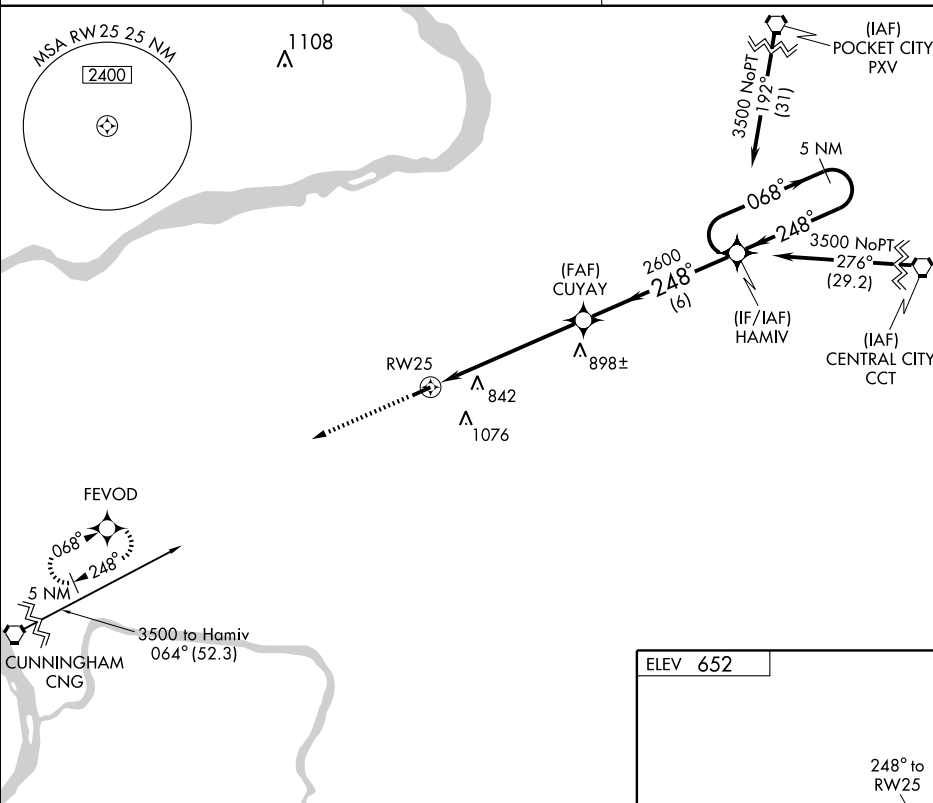 MSA RW25 25 NM
2400
1108
(IAF)
POCKET CITY
PXV
3500 NoPT
192°
(31)
5 NM
068°
248°
3500 NoPT
276°
(29.2)
(IAF)
CENTRAL CITY
CCT
(IF/IAF)
HAMIV
2600
248°
(6)
(FAF)
CUYAY
898±
RW25
842
1076
FEVOD
068°
248°
5 NM
CUNNINGHAM
CNG
3500 to Hamiv
064° (52.3)
ELEV 652
248° to
RW25